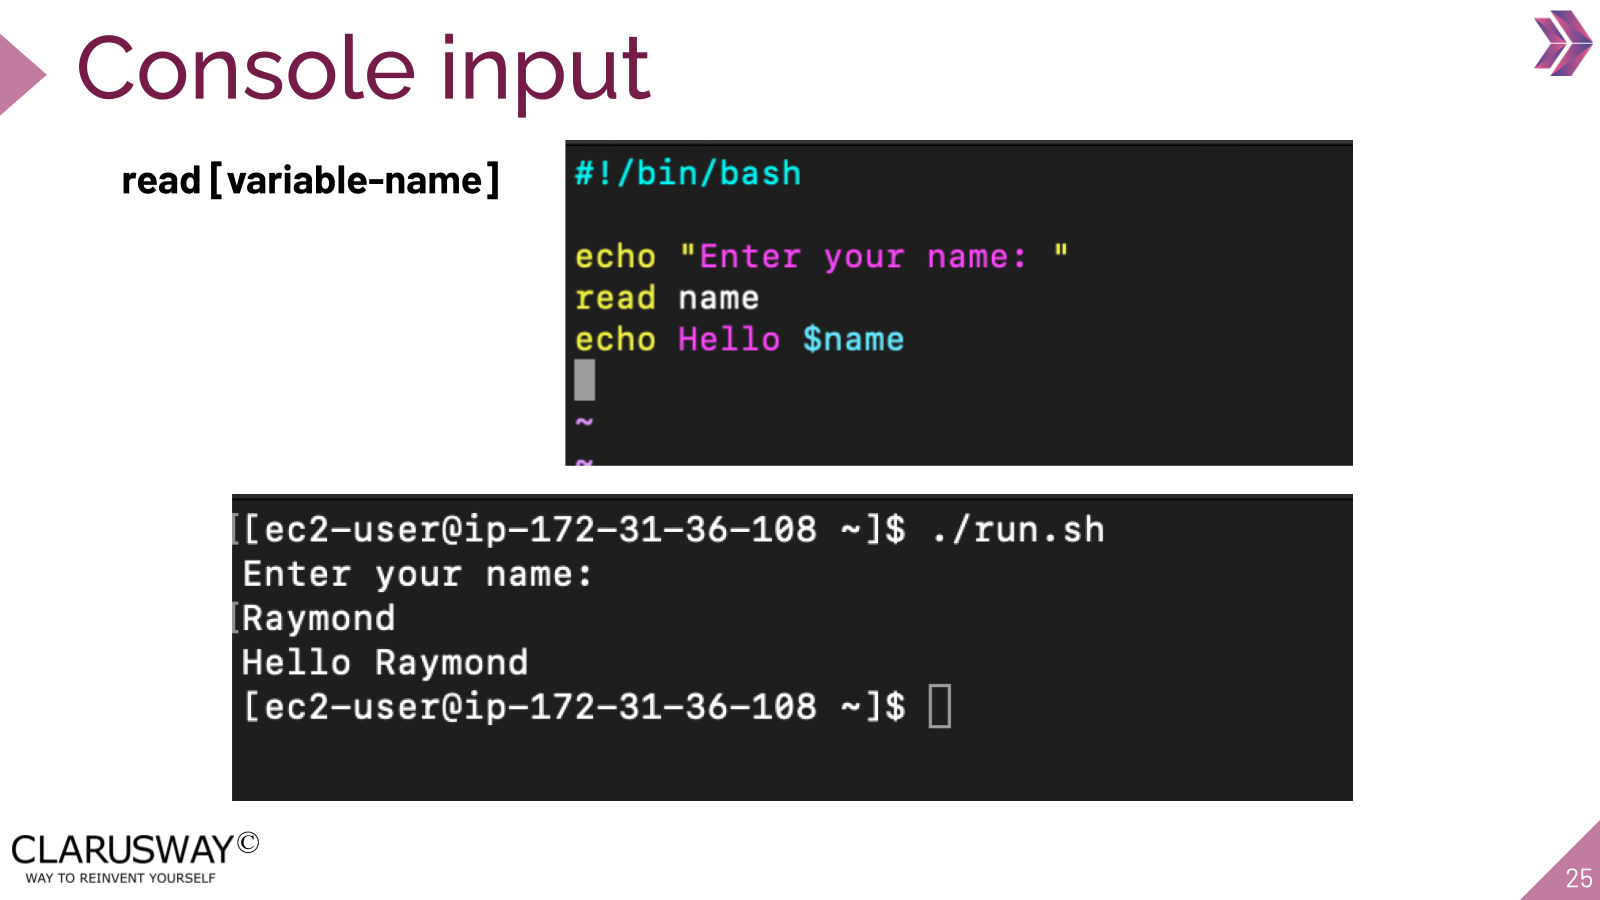 Console input
read [variable-name]
#!/bin/bash
echo "Enter your name: "
read name
echo Hello $name
~
~
[[ec2-user@ip-172-31-36-108 ~]$ ./run.sh
Enter your name:
[Raymond
Hello Raymond
[ec2-user@ip-172-31-36-108 ~]$
CLARUSWAY©
WAY TO REINVENT YOURSELF
25